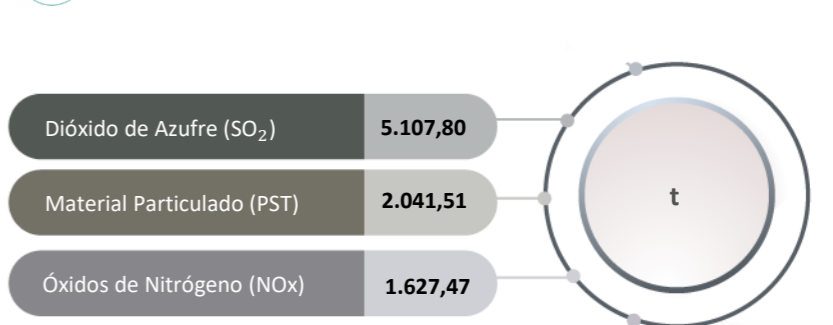 Dióxido de Azufre (SO₂) 5.107,80
Material Particulado (PST) 2.041,51
t
Óxidos de Nitrógeno (NOx) 1.627,47